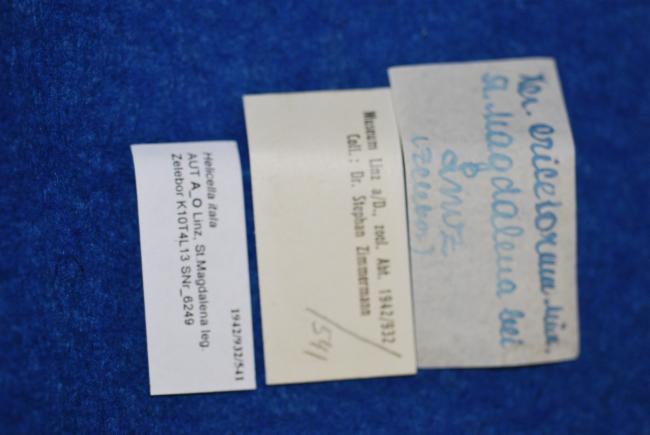 Xer. ericetorum Müll.
St. Magdalena bei
Linz
(Zelebor)
Museum Linz a/D., zool. Abt. 1942/932/
Coll.: Dr. Stephan Zimmermann
/541
1942/932/541
Helicella itala
AUT A_O Linz, St.Magdalena leg.
Zelebor K10T4L13 SNr_6249